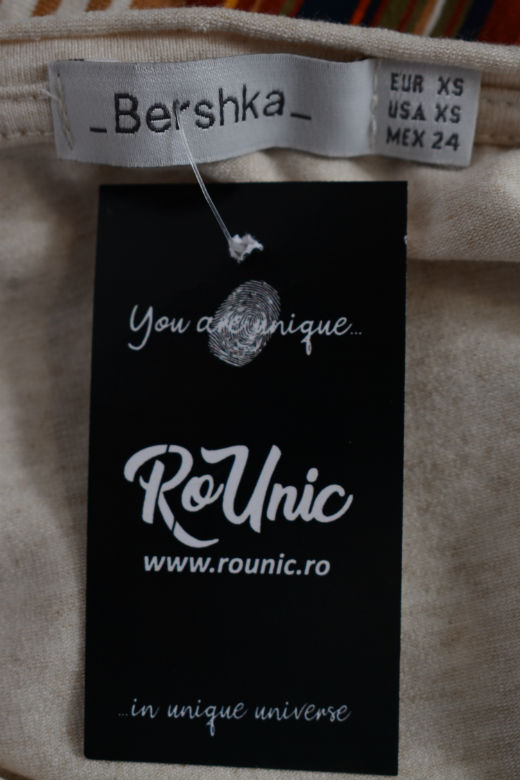 _Bershka_
EUR XS
USA XS
MEX 24
You are unique...
RoUnic
www.rounic.ro
...in unique universe